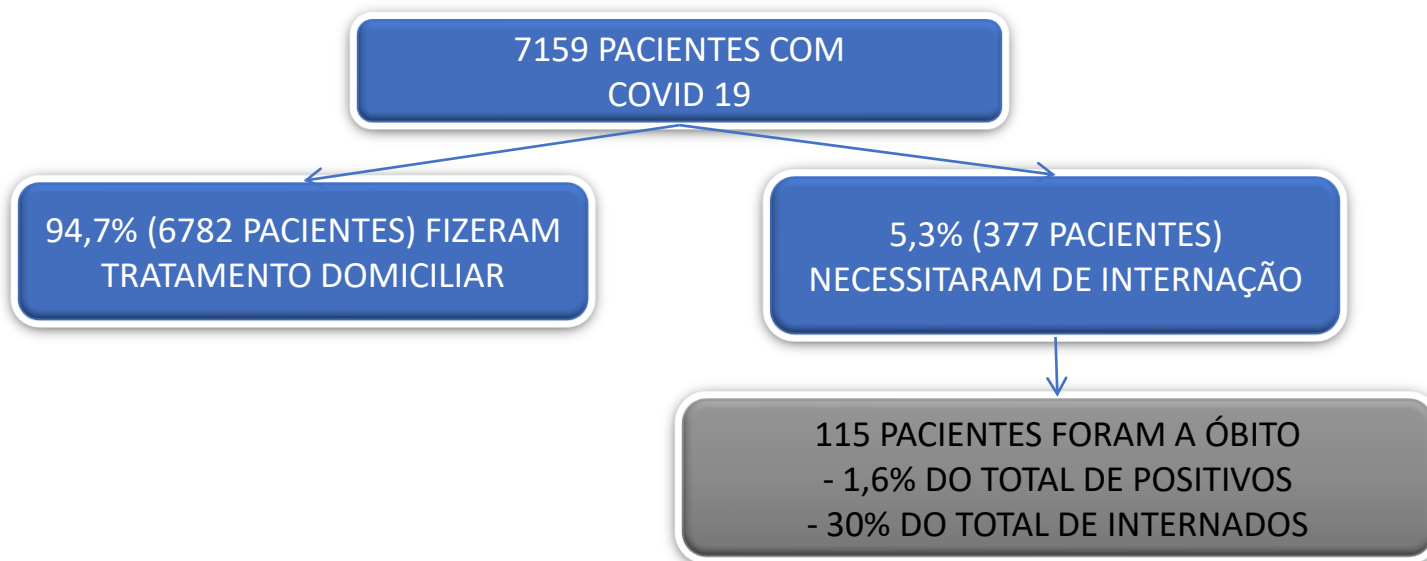 7159 PACIENTES COM
COVID 19
94,7% (6782 PACIENTES) FIZERAM
TRATAMENTO DOMICILIAR
5,3% (377 PACIENTES)
NECESSITARAM DE INTERNAÇÃO
115 PACIENTES FORAM A ÓBITO
- 1,6% DO TOTAL DE POSITIVOS
- 30% DO TOTAL DE INTERNADOS